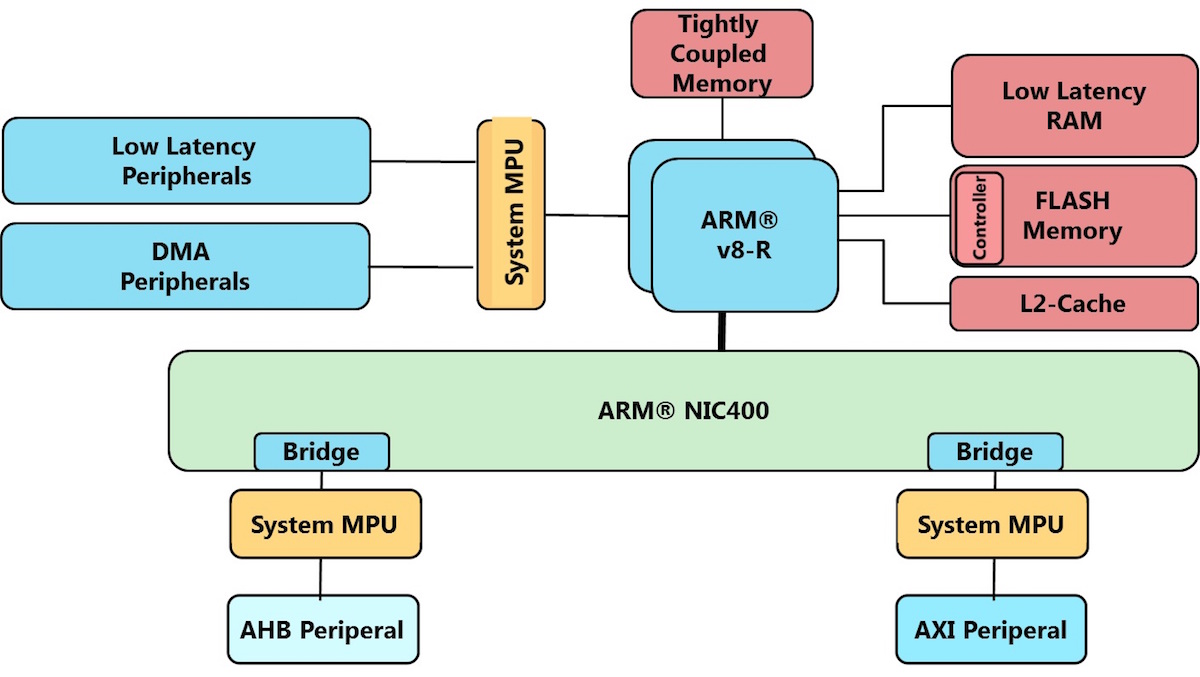 Tightly
Coupled
Memory
Low Latency
RAM
Low Latency
Peripherals
System MPU
ARM®
v8-R
Controller
FLASH
Memory
DMA
Peripherals
L2-Cache
ARM® NIC400
Bridge
Bridge
System MPU
System MPU
AHB Periperal
AXI Periperal